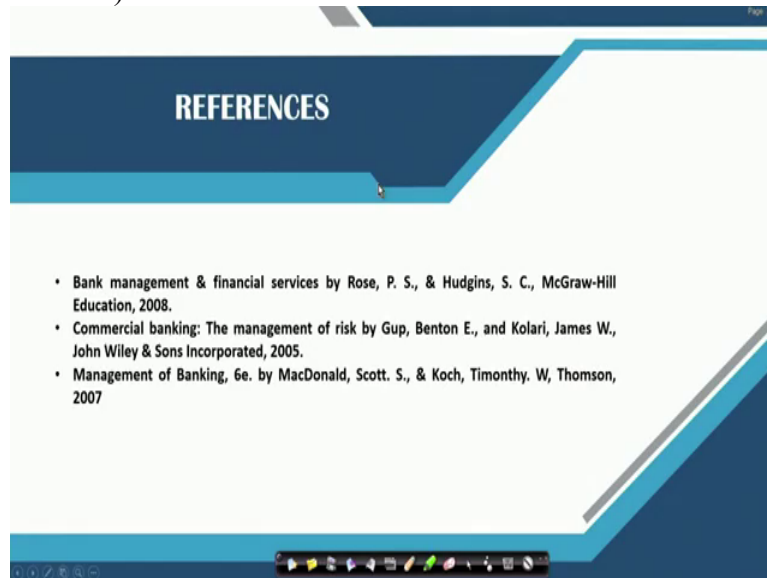 Page
REFERENCES
• Bank management & financial services by Rose, P. S., & Hudgins, S. C., McGraw-Hill
Education, 2008.
• Commercial banking: The management of risk by Gup, Benton E., and Kolari, James W.,
John Wiley & Sons Incorporated, 2005.
• Management of Banking, 6e. by MacDonald, Scott. S., & Koch, Timonthy. W, Thomson,
2007